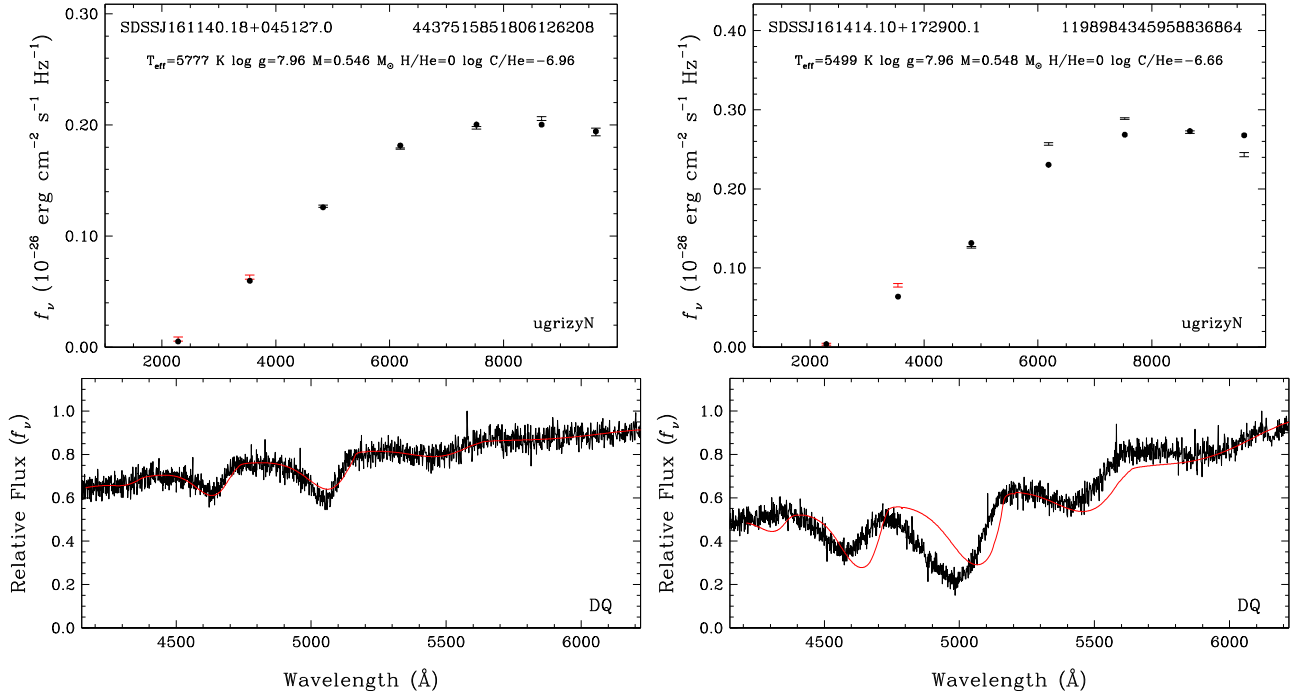 SDSSJ161140.18+045127.0 4437515851806126208
T_eff=5777 K log g=7.96 M=0.546 M_⊙ H/He=0 log C/He=−6.96
f_ν (10^−26 erg cm^−2 s^−1 Hz^−1)
0.30
0.20
0.10
0.00
ugrizyN
2000 4000 6000 8000
SDSSJ161414.10+172900.1 1198984345958836864
T_eff=5499 K log g=7.96 M=0.548 M_⊙ H/He=0 log C/He=−6.66
f_ν (10^−26 erg cm^−2 s^−1 Hz^−1)
0.40
0.30
0.20
0.10
0.00
ugrizyN
2000 4000 6000 8000
Relative Flux (f_ν)
1.0
0.8
0.6
0.4
0.2
0.0
DQ
4500 5000 5500 6000
Wavelength (Å)
Relative Flux (f_ν)
1.0
0.8
0.6
0.4
0.2
0.0
DQ
4500 5000 5500 6000
Wavelength (Å)